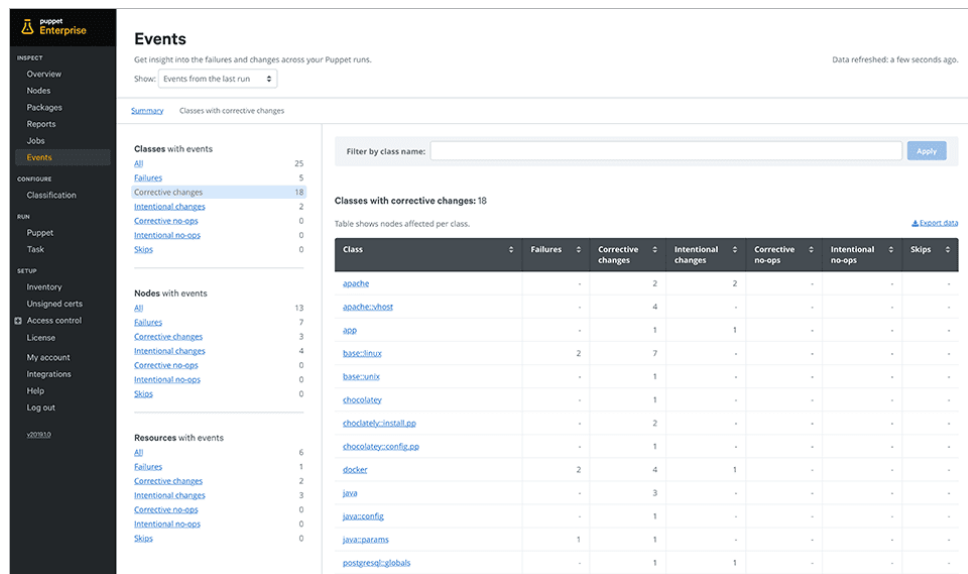 puppet
Enterprise
INSPECT
Overview
Nodes
Packages
Reports
Jobs
Events
CONFIGURE
Classification
RUN
Puppet
Task
SETUP
Inventory
Unsigned certs
Access control
License
My account
Integrations
Help
Log out
v2019.1.0
Events
Get insight into the failures and changes across your Puppet runs.
Data refreshed: a few seconds ago.
Show: Events from the last run
Summary Classes with corrective changes
Classes with events
All 25
Failures 5
Corrective changes 18
Intentional changes 2
Corrective no-ops 0
Intentional no-ops 0
Skips 0
Nodes with events
All 13
Failures 7
Corrective changes 3
Intentional changes 4
Corrective no-ops 0
Intentional no-ops 0
Skips 0
Resources with events
All 6
Failures 1
Corrective changes 2
Intentional changes 3
Corrective no-ops 0
Intentional no-ops 0
Skips 0
Filter by class name: Apply
Classes with corrective changes: 18
Table shows nodes affected per class. Export data
Class Failures Corrective changes Intentional changes Corrective no-ops Intentional no-ops Skips
apache - 2 2 - - -
apache::vhost - 4 - - - -
app - 1 1 - - -
base::linux 2 7 - - - -
base::unix - 1 - - - -
chocolatey - 1 - - - -
choclately::install.pp - 2 - - - -
chocolatey::config.pp - 1 - - - -
docker 2 4 1 - - -
java - 3 - - - -
java::config - 1 - - - -
java::params 1 1 - - - -
postgresql::globals - 1 1 - - -